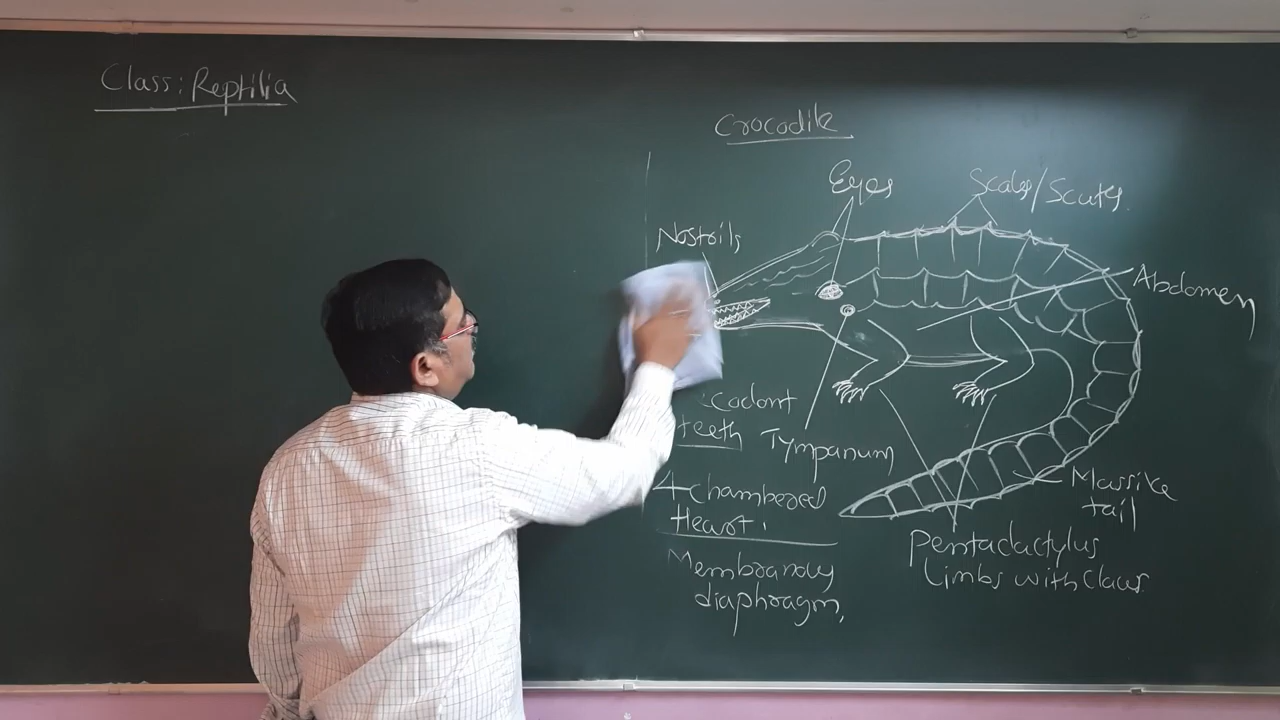 Class: Reptilia
Crocodile
Eyes
Scales/Scutes.
Nostrils
Abdomen
codont
teeth
Tympanum
4-chambered
Heart.
Massive
tail
Pentadactylus
limbs with claws
Membranous
diaphragm,